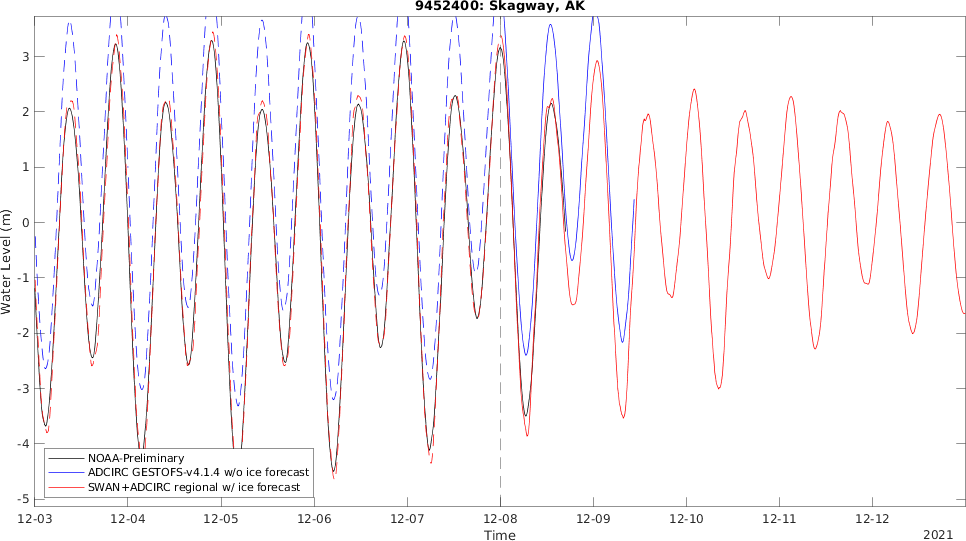 9452400: Skagway, AK
3
2
1
0
-1
-2
-3
-4
-5
Water Level (m)
NOAA-Preliminary
ADCIRC GESTOFS-v4.1.4 w/o ice forecast
SWAN+ADCIRC regional w/ ice forecast
12-03 12-04 12-05 12-06 12-07 12-08 12-09 12-10 12-11 12-12
Time
2021